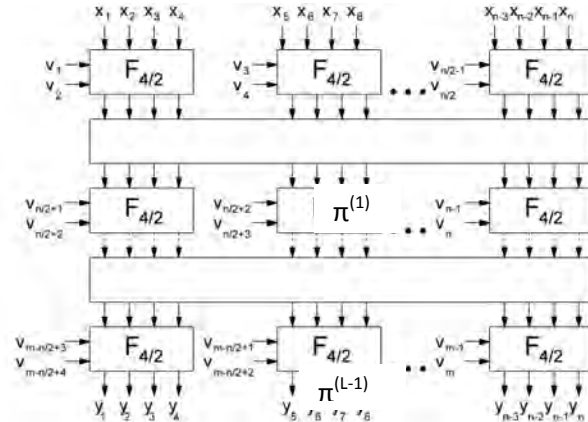 x1 x2 x3 x4 x5 x6 x7 x8 xn-3 xn-2 xn-1 xn
v1 F4/2 v3 F4/2 vn/2-1 F4/2
v2 v4 ••• vn/2
vn/2+1 F4/2 vn/2+2 π(1) vn-1 F4/2
vn/2+2 vn/2+3 •• vn
vm-n/2+3 F4/2 vm-n/2+1 F4/2 vm-1 F4/2
vm-n/2+4 vm-n/2+2 π(L-1) •• vm
y1 y2 y3 y4 y5 y6 y7 y8 yn-3 yn-2 yn-1 yn